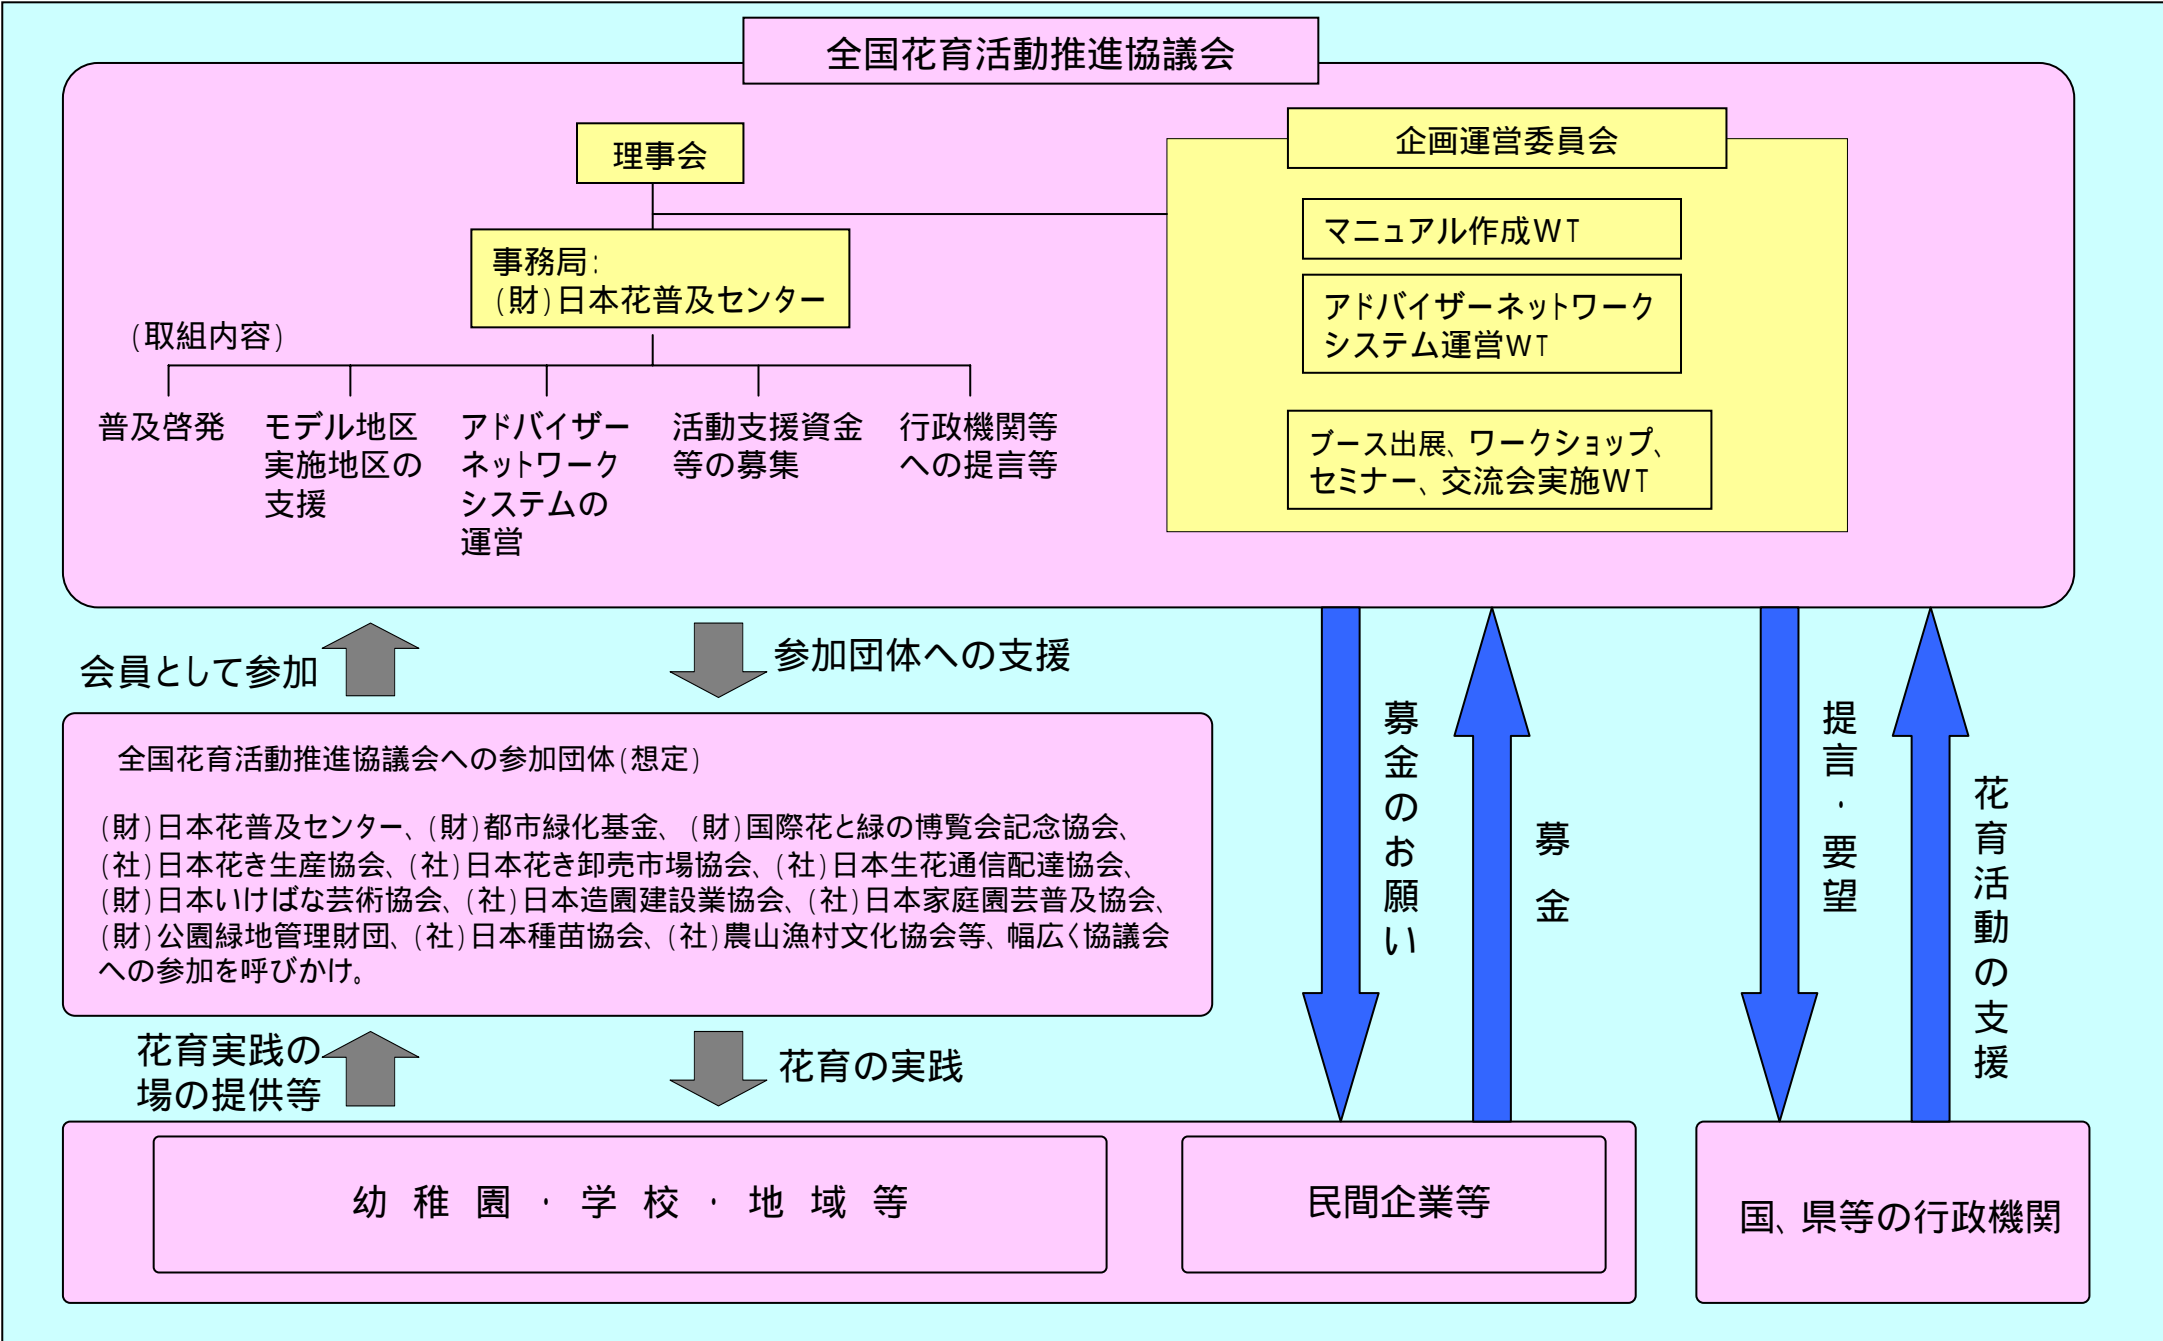 全国花育活動推進協議会
理事会
事務局：
(財)日本花普及センター
(取組内容)
普及啓発
モデル地区
実施地区の
支援
アドバイザー
ネットワーク
システムの
運営
活動支援資金
等の募集
行政機関等
への提言等
企画運営委員会
マニュアル作成WT
アドバイザーネットワーク
システム運営WT
ブース出展、ワークショップ、
セミナー、交流会実施WT
会員として参加
参加団体への支援
全国花育活動推進協議会への参加団体(想定)
(財)日本花普及センター、(財)都市緑化基金、(財)国際花と緑の博覧会記念協会、
(社)日本花き生産協会、(社)日本花き卸売市場協会、(社)日本生花通信配達協会、
(財)日本いけばな芸術協会、(社)日本造園建設業協会、(社)日本家庭園芸普及協会、
(財)公園緑地管理財団、(社)日本種苗協会、(社)農山漁村文化協会等、幅広く協議会
への参加を呼びかけ。
花育実践の
場の提供等
花育の実践
募金のお願い
募金
提言・要望
花育活動の支援
幼稚園・学校・地域等
民間企業等
国、県等の行政機関